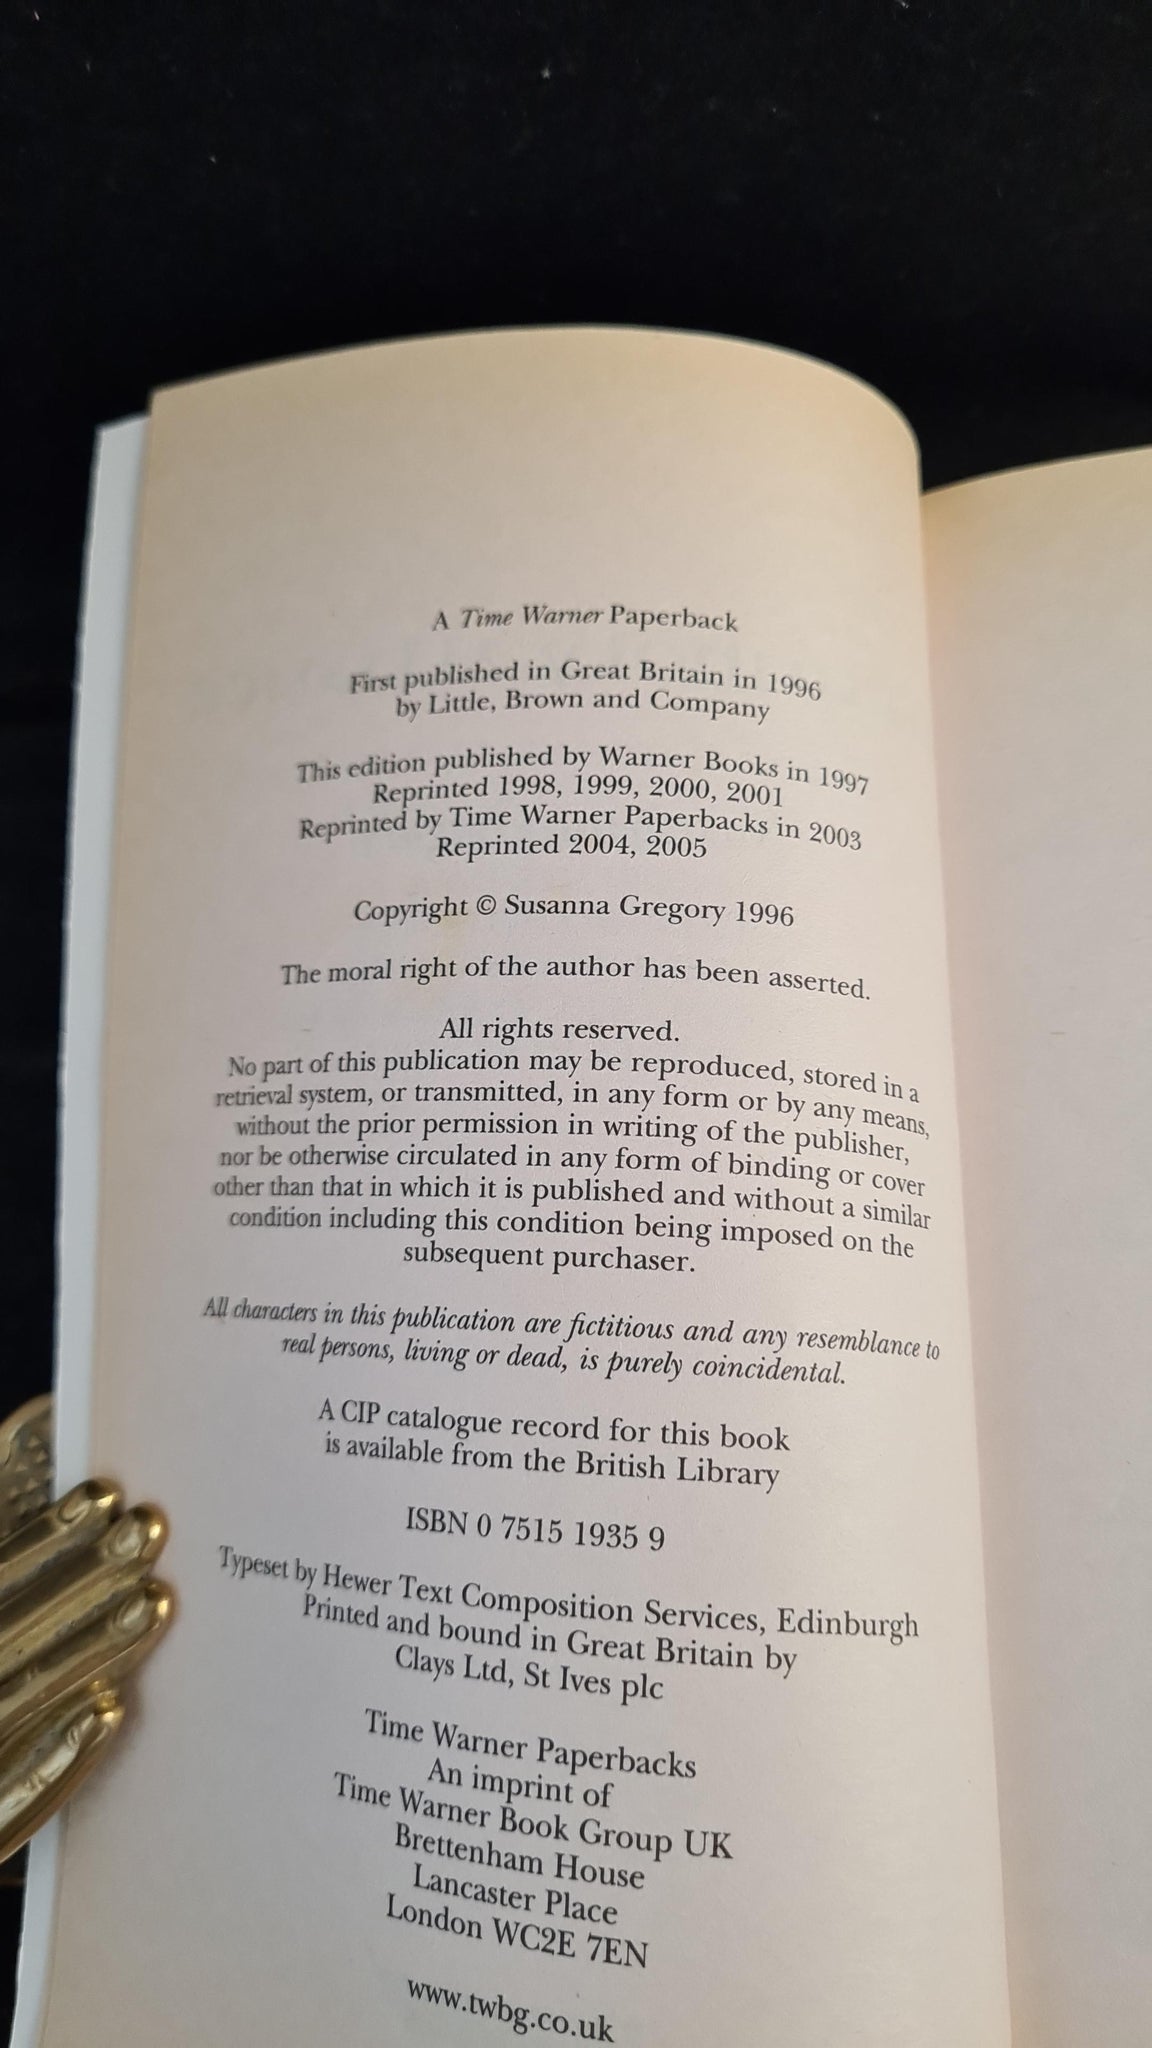 A Time Warner Paperback
First published in Great Britain in 1996
by Little, Brown and Company
This edition published by Warner Books in 1997
Reprinted 1998, 1999, 2000, 2001
Reprinted by Time Warner Paperbacks in 2003
Reprinted 2004, 2005
Copyright © Susanna Gregory 1996
The moral right of the author has been asserted.
All rights reserved.
No part of this publication may be reproduced, stored in a
retrieval system, or transmitted, in any form or by any means,
without the prior permission in writing of the publisher,
nor be otherwise circulated in any form of binding or cover
other than that in which it is published and without a similar
condition including this condition being imposed on the
subsequent purchaser.
All characters in this publication are fictitious and any resemblance to
real persons, living or dead, is purely coincidental.
A CIP catalogue record for this book
is available from the British Library
ISBN 0 7515 1935 9
Typeset by Hewer Text Composition Services, Edinburgh
Printed and bound in Great Britain by
Clays Ltd, St Ives plc
Time Warner Paperbacks
An imprint of
Time Warner Book Group UK
Brettenham House
Lancaster Place
London WC2E 7EN
www.twbg.co.uk